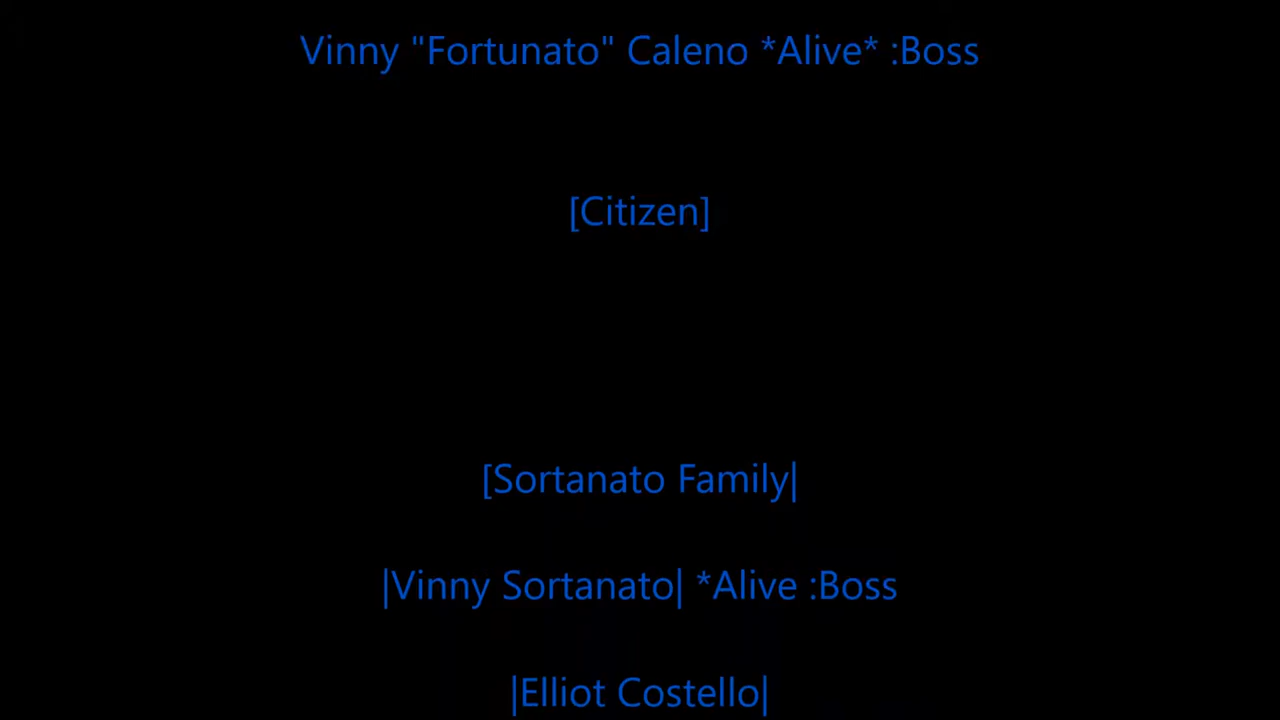 Vinny "Fortunato" Caleno *Alive* :Boss
[Citizen]
[Sortanato Family|
|Vinny Sortanato| *Alive :Boss
|Elliot Costello|